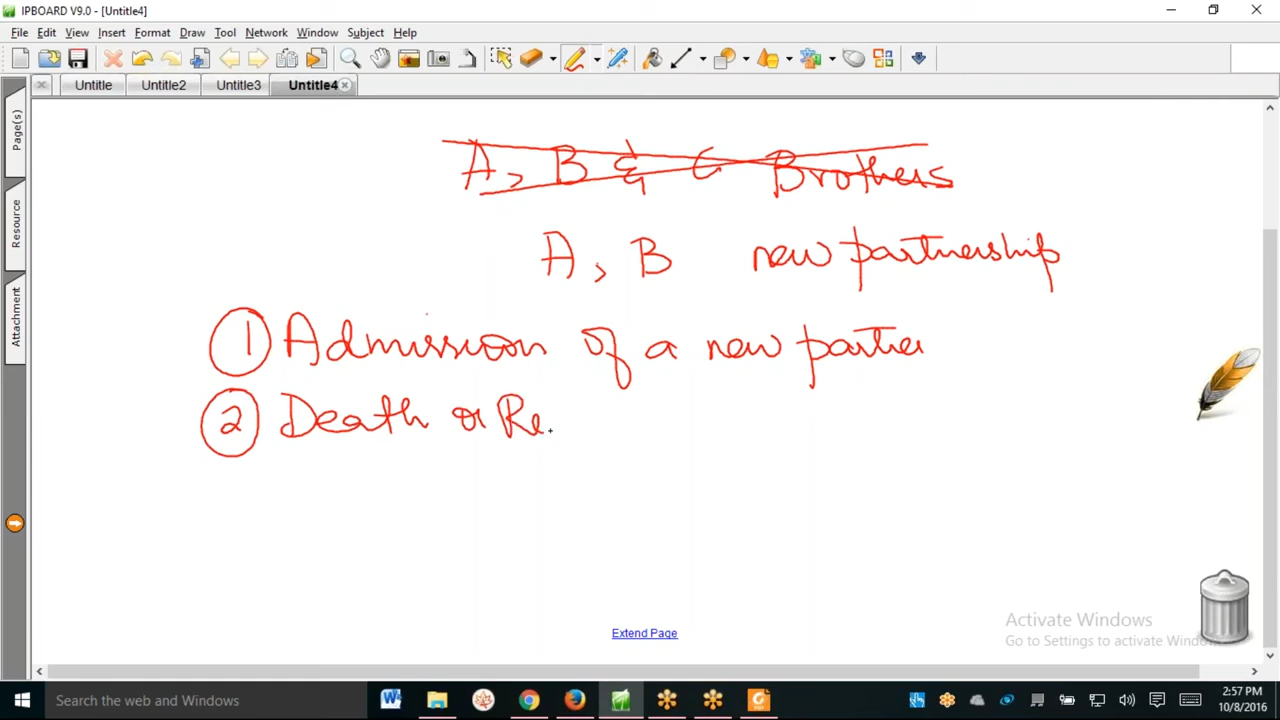 IPBOARD V9.0 - [Untitle4]
File Edit View Insert Format Draw Tool Network Window Subject Help
Untitle Untitle2 Untitle3 Untitle4
Page(s)
Resource
Attachment
A, B & C Brothers
A, B new partnership
1 Admission of a new partner
2 Death or Re
Extend Page
Activate Windows
Go to Settings to activate Windows
Search the web and Windows
2:57 PM
10/8/2016